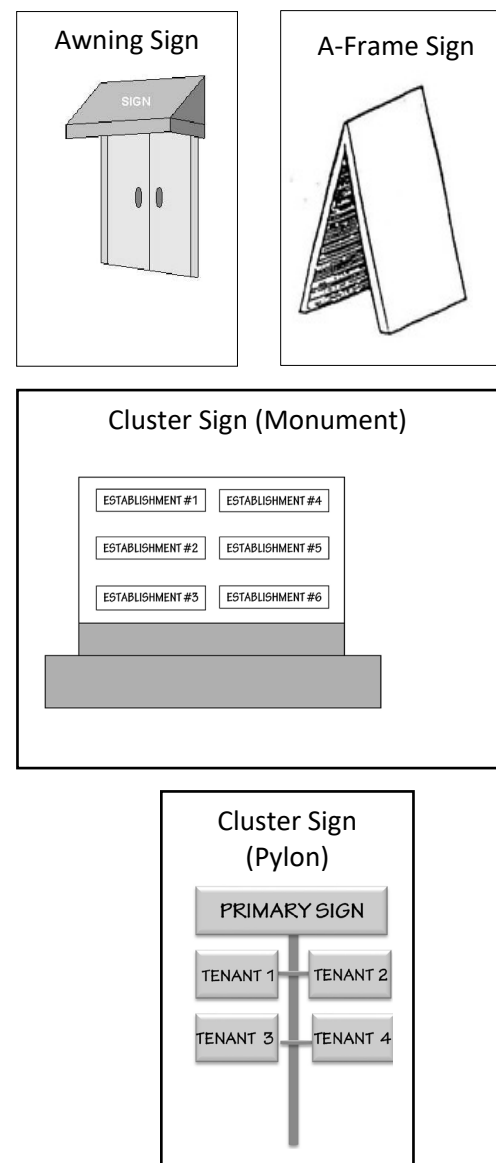 Awning Sign
SIGN
A-Frame Sign
Cluster Sign (Monument)
ESTABLISHMENT #1
ESTABLISHMENT #4
ESTABLISHMENT #2
ESTABLISHMENT #5
ESTABLISHMENT #3
ESTABLISHMENT #6
Cluster Sign
(Pylon)
PRIMARY SIGN
TENANT 1
TENANT 2
TENANT 3
TENANT 4